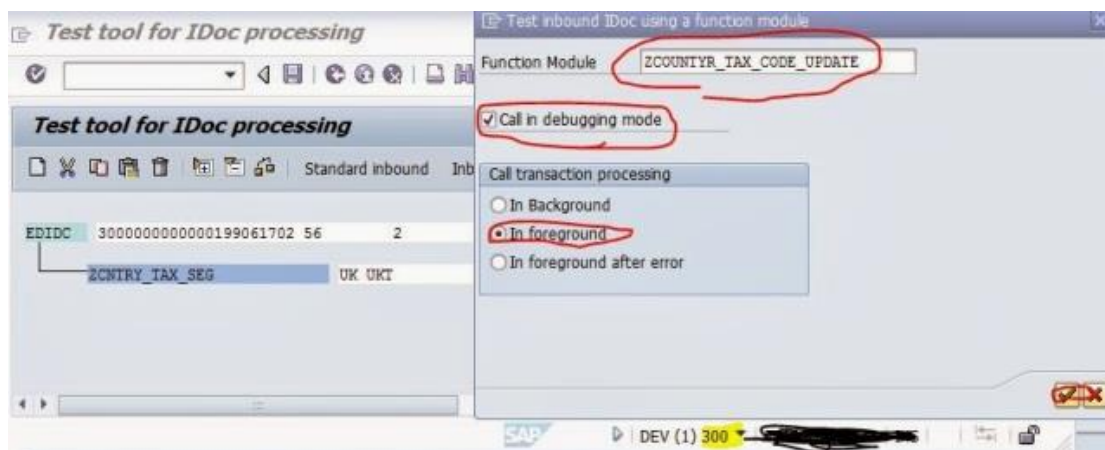 Test tool for IDoc processing
Test tool for IDoc processing
Standard inbound Inb
EDIDC 3000000000000199061702 56 2
ZCNTRY_TAX_SEG UK UKT
Test inbound IDoc using a function module
Function Module ZCOUNTYR_TAX_CODE_UPDATE
Call in debugging mode
Call transaction processing
In Background
In foreground
In foreground after error
SAP
DEV (1) 300